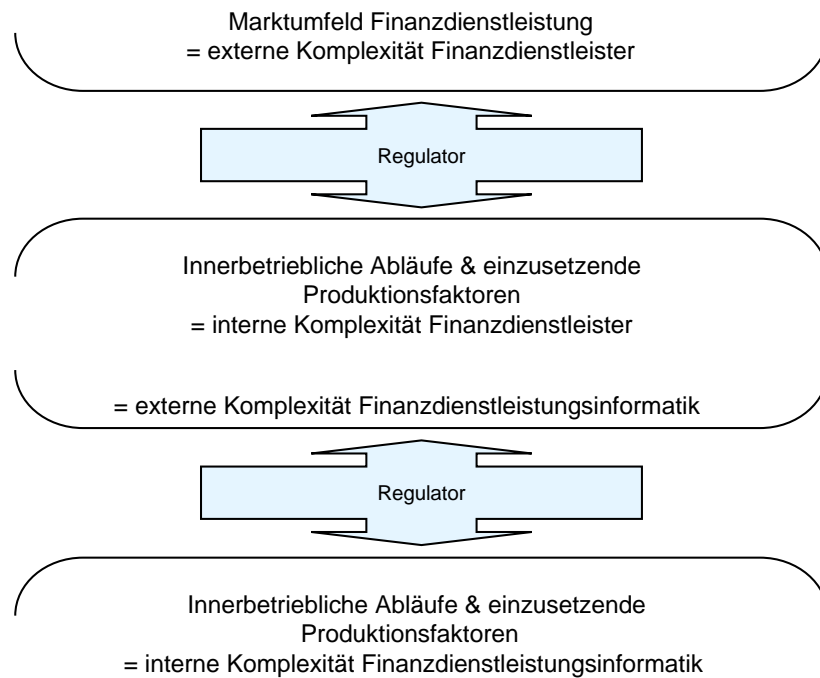 Marktumfeld Finanzdienstleistung
= externe Komplexität Finanzdienstleister
Regulator
Innerbetriebliche Abläufe & einzusetzende
Produktionsfaktoren
= interne Komplexität Finanzdienstleister
= externe Komplexität Finanzdienstleistungsinformatik
Regulator
Innerbetriebliche Abläufe & einzusetzende
Produktionsfaktoren
= interne Komplexität Finanzdienstleistungsinformatik